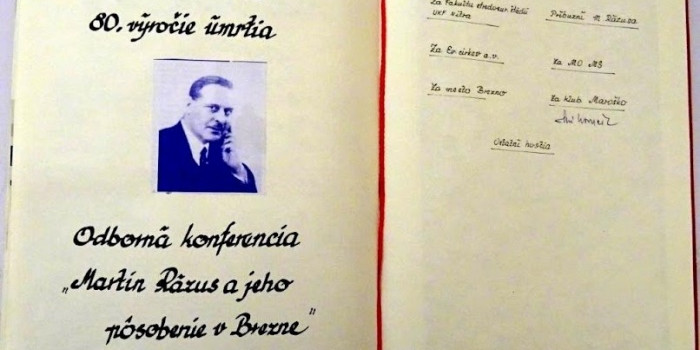 80. výročie úmrtia
Odborná konferencia
„Martin Rázus a jeho
pôsobenie v Brezne"
Za Fakultu stredoeur. štúdií
UKF Nitra
Príbuzní M. Rázusa
Za Ev. cirkev a.v.
Za MO MS
Za mesto Brezno
Za klub Maroško
Ostatní hostia